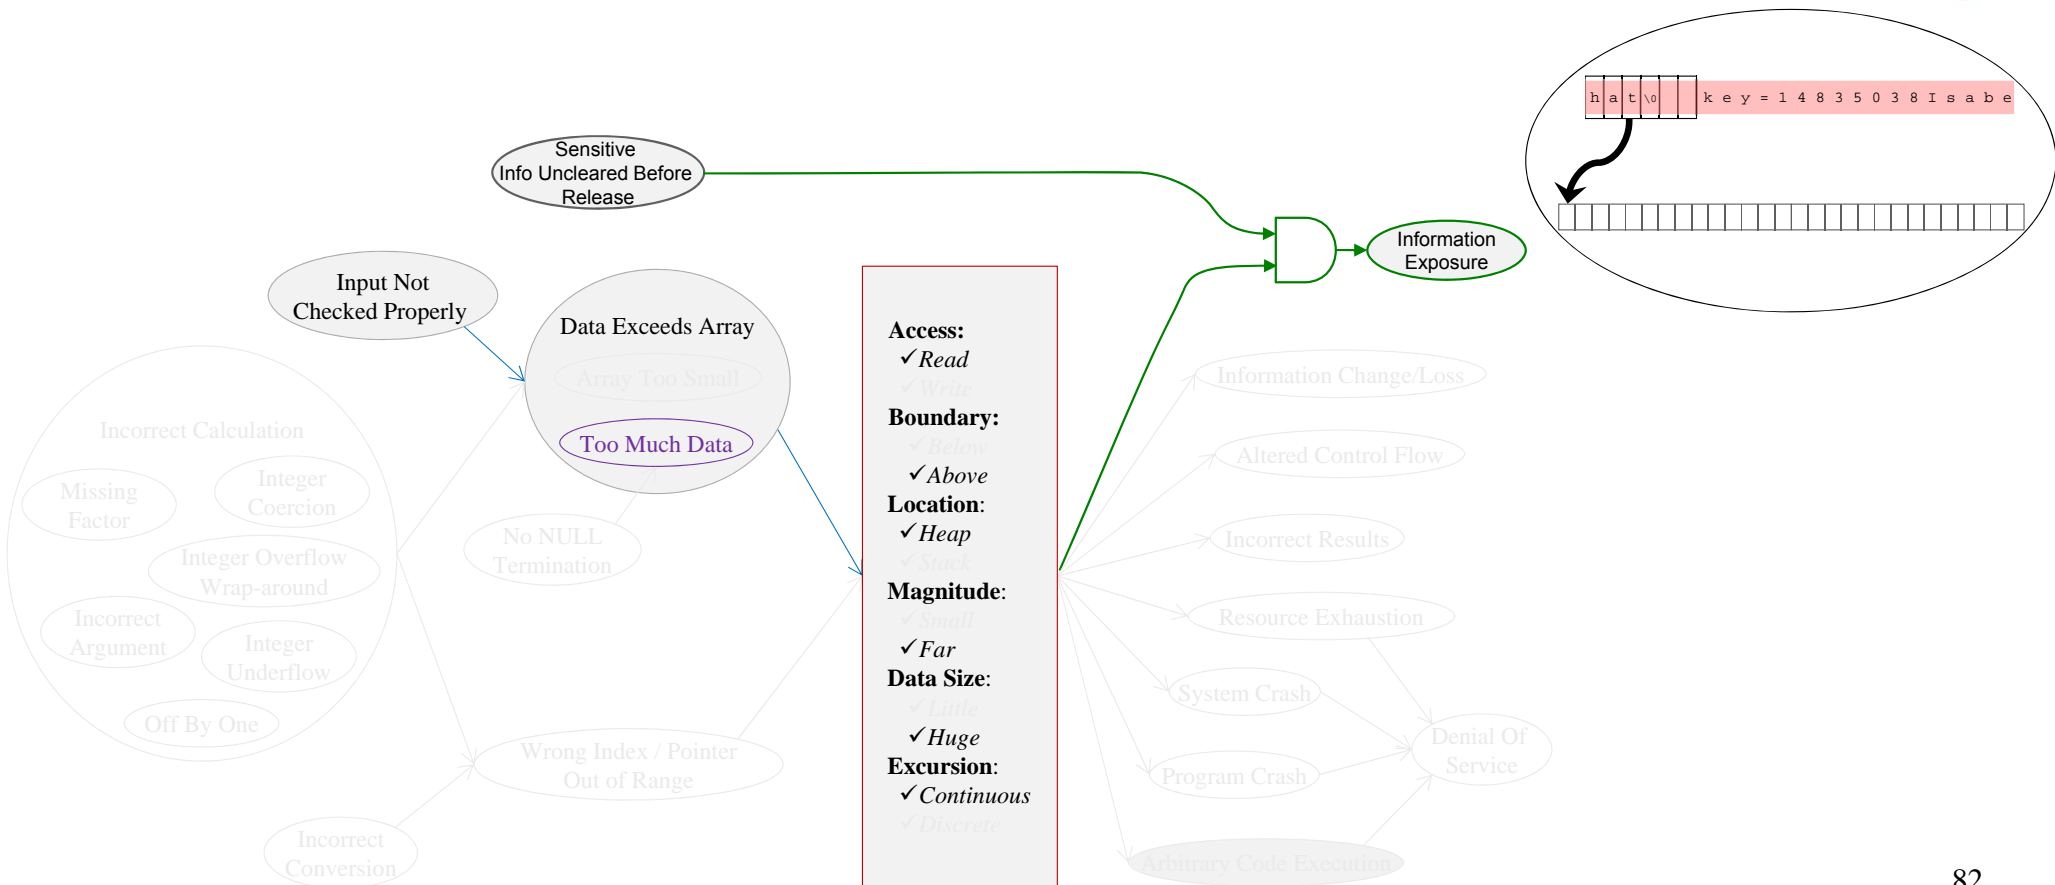 h a t \0 k e y = 1 4 8 3 5 0 3 8 I s a b e
Sensitive
Info Uncleared Before
Release
Information
Exposure
Input Not
Checked Properly
Data Exceeds Array
Array Too Small
Too Much Data
Incorrect Calculation
Missing
Factor
Integer
Coercion
Integer Overflow
Wrap-around
Incorrect
Argument
Integer
Underflow
Off By One
No NULL
Termination
Wrong Index / Pointer
Out of Range
Incorrect
Conversion
Access:
✓Read
✓Write
Boundary:
✓Below
✓Above
Location:
✓Heap
✓Stack
Magnitude:
✓Small
✓Far
Data Size:
✓Little
✓Huge
Excursion:
✓Continuous
✓Discrete
Information Change/Loss
Altered Control Flow
Incorrect Results
Resource Exhaustion
System Crash
Program Crash
Denial Of
Service
Arbitrary Code Execution
82